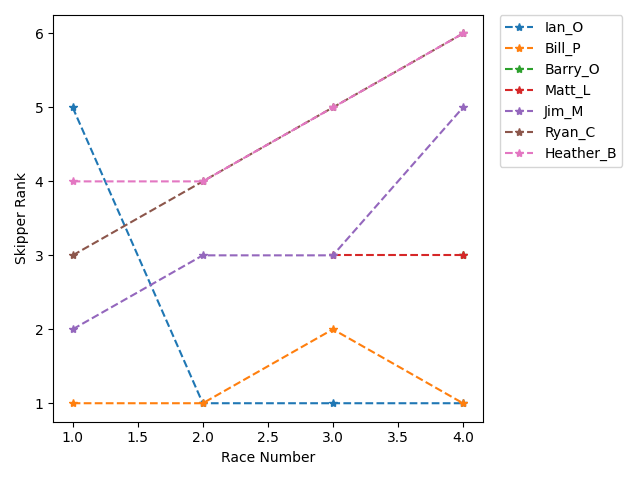 6
5
4
3
2
1
Skipper Rank
1.0 1.5 2.0 2.5 3.0 3.5 4.0
Race Number
Ian_O
Bill_P
Barry_O
Matt_L
Jim_M
Ryan_C
Heather_B